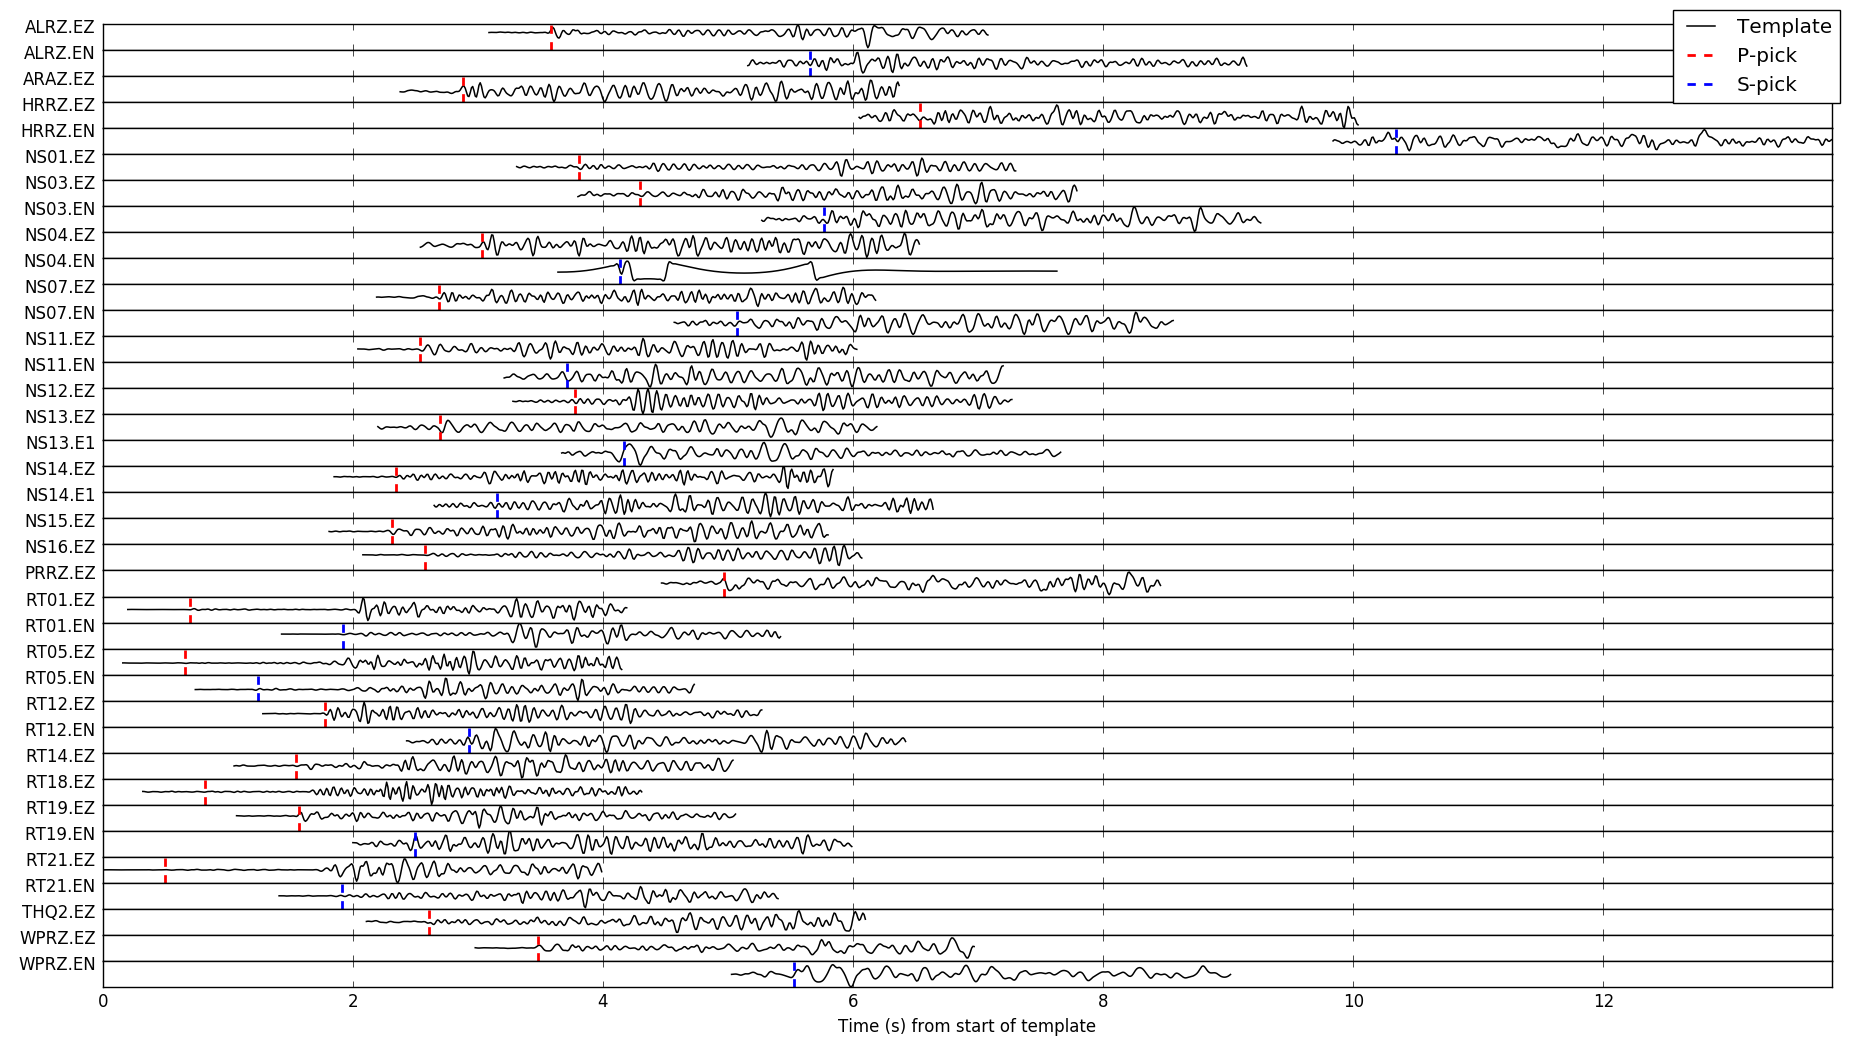 ALRZ.EZ
ALRZ.EN
ARAZ.EZ
HRRZ.EZ
HRRZ.EN
NS01.EZ
NS03.EZ
NS03.EN
NS04.EZ
NS04.EN
NS07.EZ
NS07.EN
NS11.EZ
NS11.EN
NS12.EZ
NS13.EZ
NS13.E1
NS14.EZ
NS14.E1
NS15.EZ
NS16.EZ
PRRZ.EZ
RT01.EZ
RT01.EN
RT05.EZ
RT05.EN
RT12.EZ
RT12.EN
RT14.EZ
RT18.EZ
RT19.EZ
RT19.EN
RT21.EZ
RT21.EN
THQ2.EZ
WPRZ.EZ
WPRZ.EN
Template
P-pick
S-pick
0 2 4 6 8 10 12
Time (s) from start of template